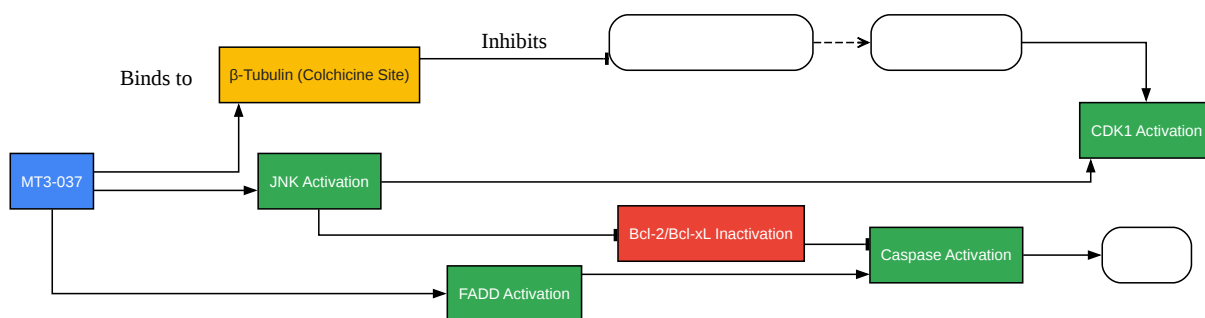 Inhibits
β-Tubulin (Colchicine Site)
Binds to
CDK1 Activation
MT3-037
JNK Activation
Bcl-2/Bcl-xL Inactivation
Caspase Activation
FADD Activation